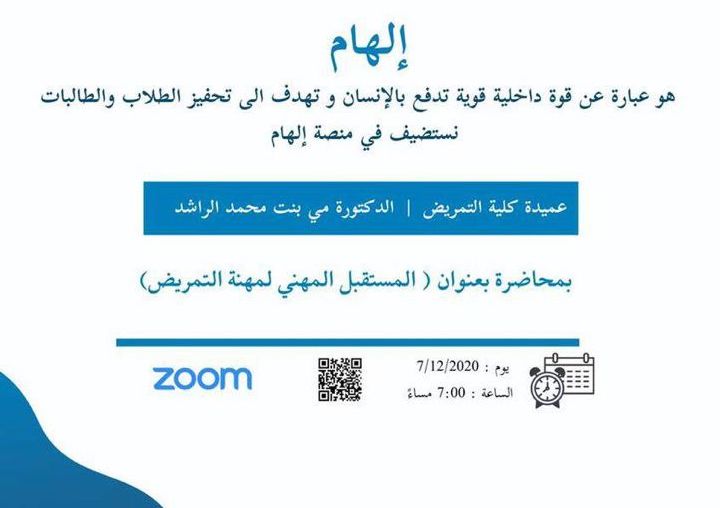 إلهام
هو عبارة عن قوة داخلية قوية تدفع بالإنسان و تهدف الى تحفيز الطلاب والطالبات
نستضيف في منصة إلهام
عميدة كلية التمريض | الدكتورة مي بنت محمد الراشد
بمحاضرة بعنوان ( المستقبل المهني لمهنة التمريض)
يوم : 7/12/2020
الساعة : 7:00 مساءً
zoom